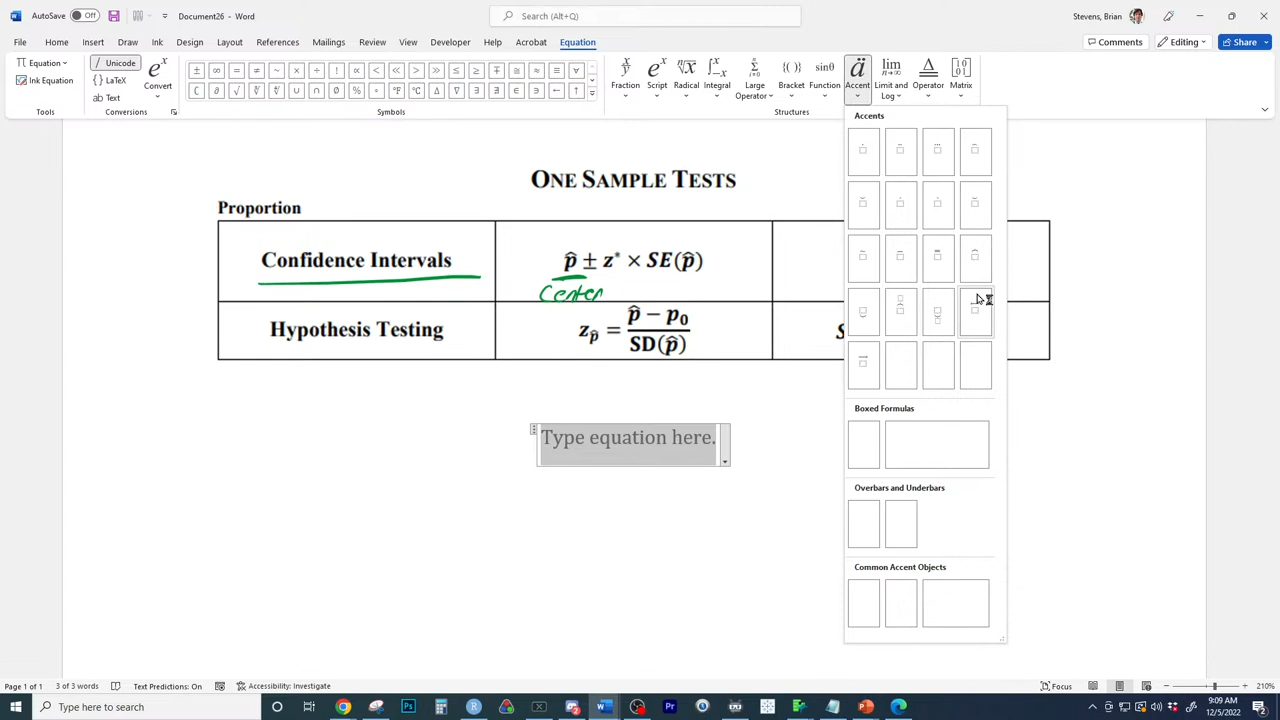 AutoSave Off Document26 - Word Search (Alt+Q) Stevens, Brian
File Home Insert Draw Ink Design Layout References Mailings Review View Developer Help Acrobat Equation Comments Editing Share
Equation Unicode
Ink Equation {} LaTeX
ab Text Convert
Fraction Script Radical Integral Large Operator Bracket Function Accent Limit and Log Operator Matrix
Tools Conversions Symbols Structures
Accents
ONE SAMPLE TESTS
Proportion
Confidence Intervals p̂ ± z* × SE(p̂)
Center
Hypothesis Testing z_p̂ = (p̂ − p₀)/SD(p̂) S
Boxed Formulas
Type equation here.
Overbars and Underbars
Common Accent Objects
Page 1 of 1 3 of 3 words Text Predictions: On Accessibility: Investigate Focus 210%
Type here to search 9:09 AM
12/5/2022